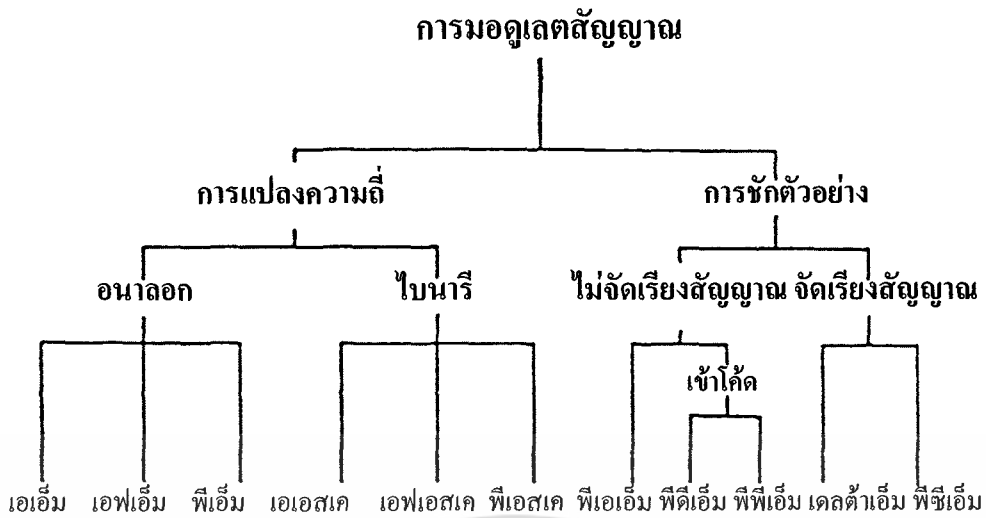 การมอดูเลตสัญญาณ
การแปลงความถี่ การชักตัวอย่าง
อนาลอก ไบนารี ไม่จัดเรียงสัญญาณ จัดเรียงสัญญาณ
เข้าโค้ด
เอเอ็ม เอฟเอ็ม พีเอ็ม เอเอสเค เอฟเอสเค พีเอสเค พีเอเอ็ม พีดีเอ็ม พีพีเอ็ม เดลต้าเอ็ม พีซีเอ็ม